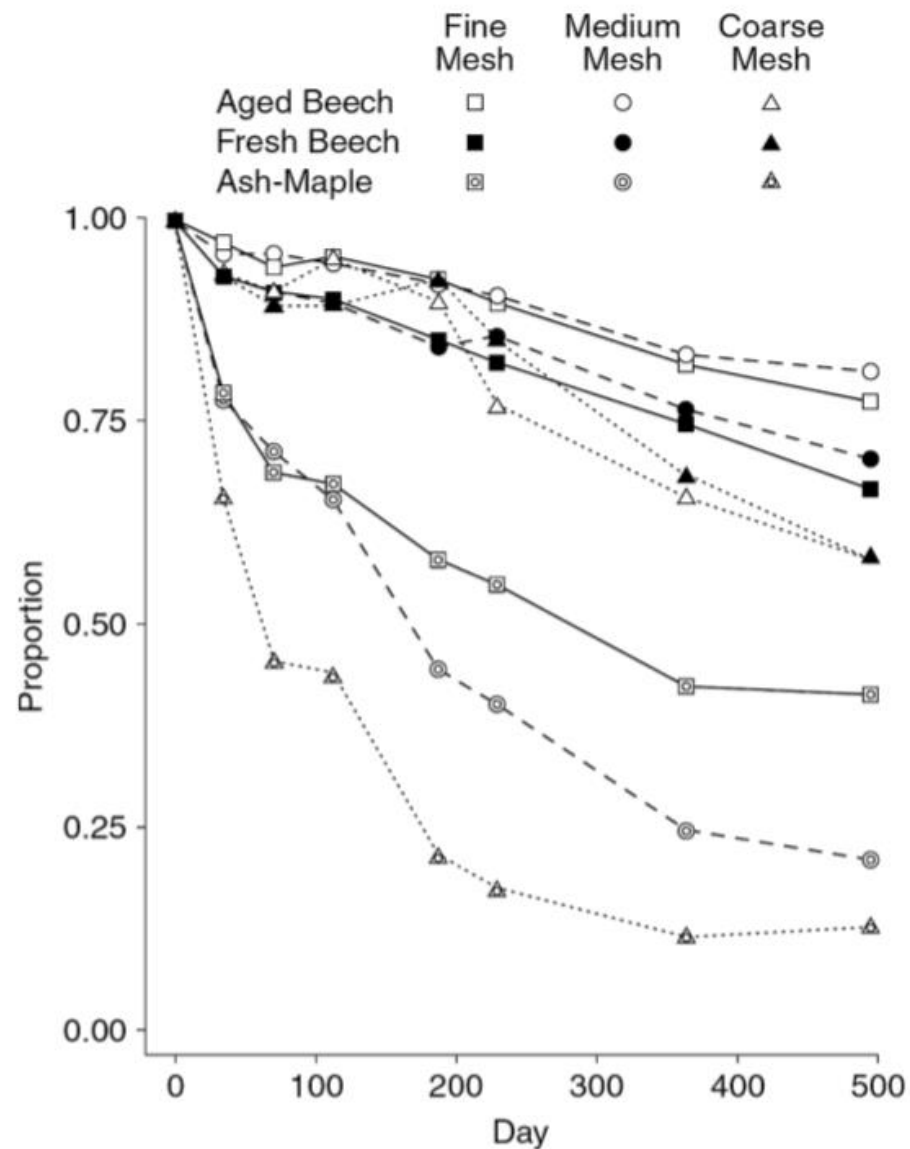 Fine Medium Coarse
Mesh Mesh Mesh
Aged Beech
Fresh Beech
Ash-Maple
1.00
0.75
0.50
0.25
0.00
Proportion
0 100 200 300 400 500
Day